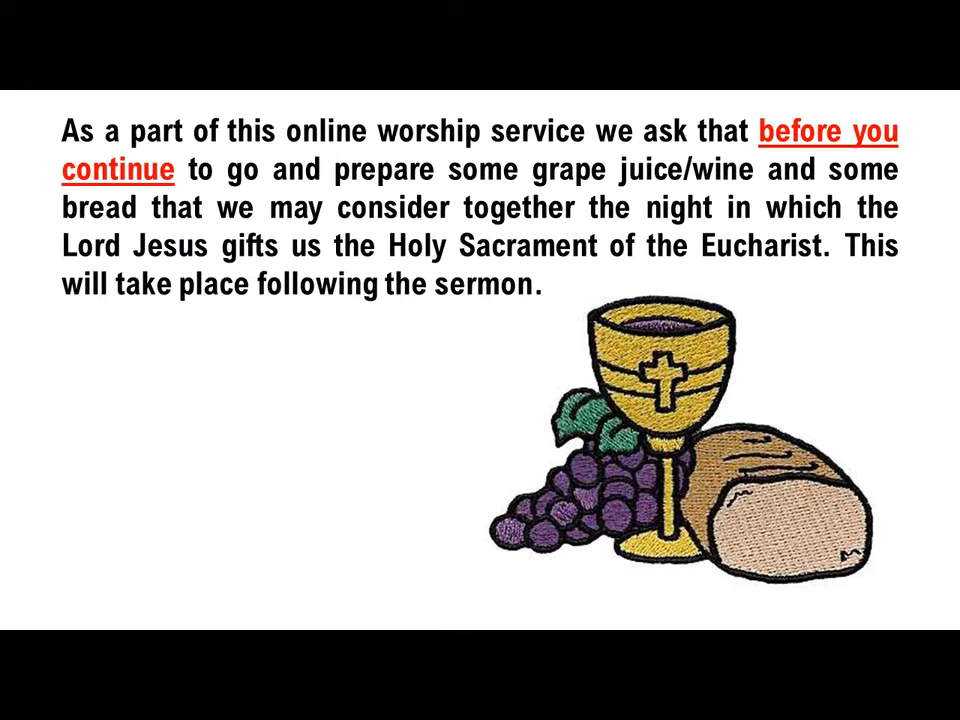 As a part of this online worship service we ask that before you
continue to go and prepare some grape juice/wine and some
bread that we may consider together the night in which the
Lord Jesus gifts us the Holy Sacrament of the Eucharist. This
will take place following the sermon.